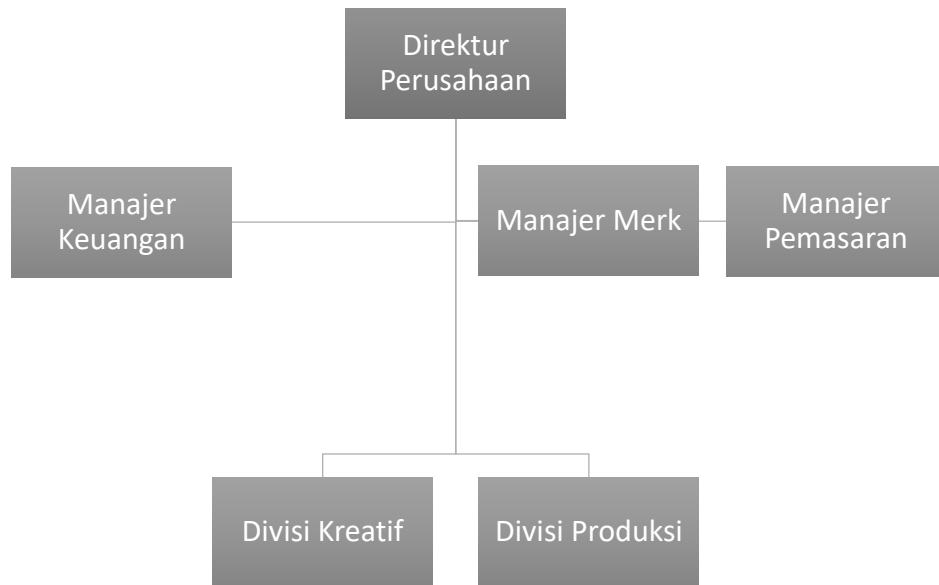 Direktur
Perusahaan
Manajer
Keuangan
Manajer Merk
Manajer
Pemasaran
Divisi Kreatif
Divisi Produksi